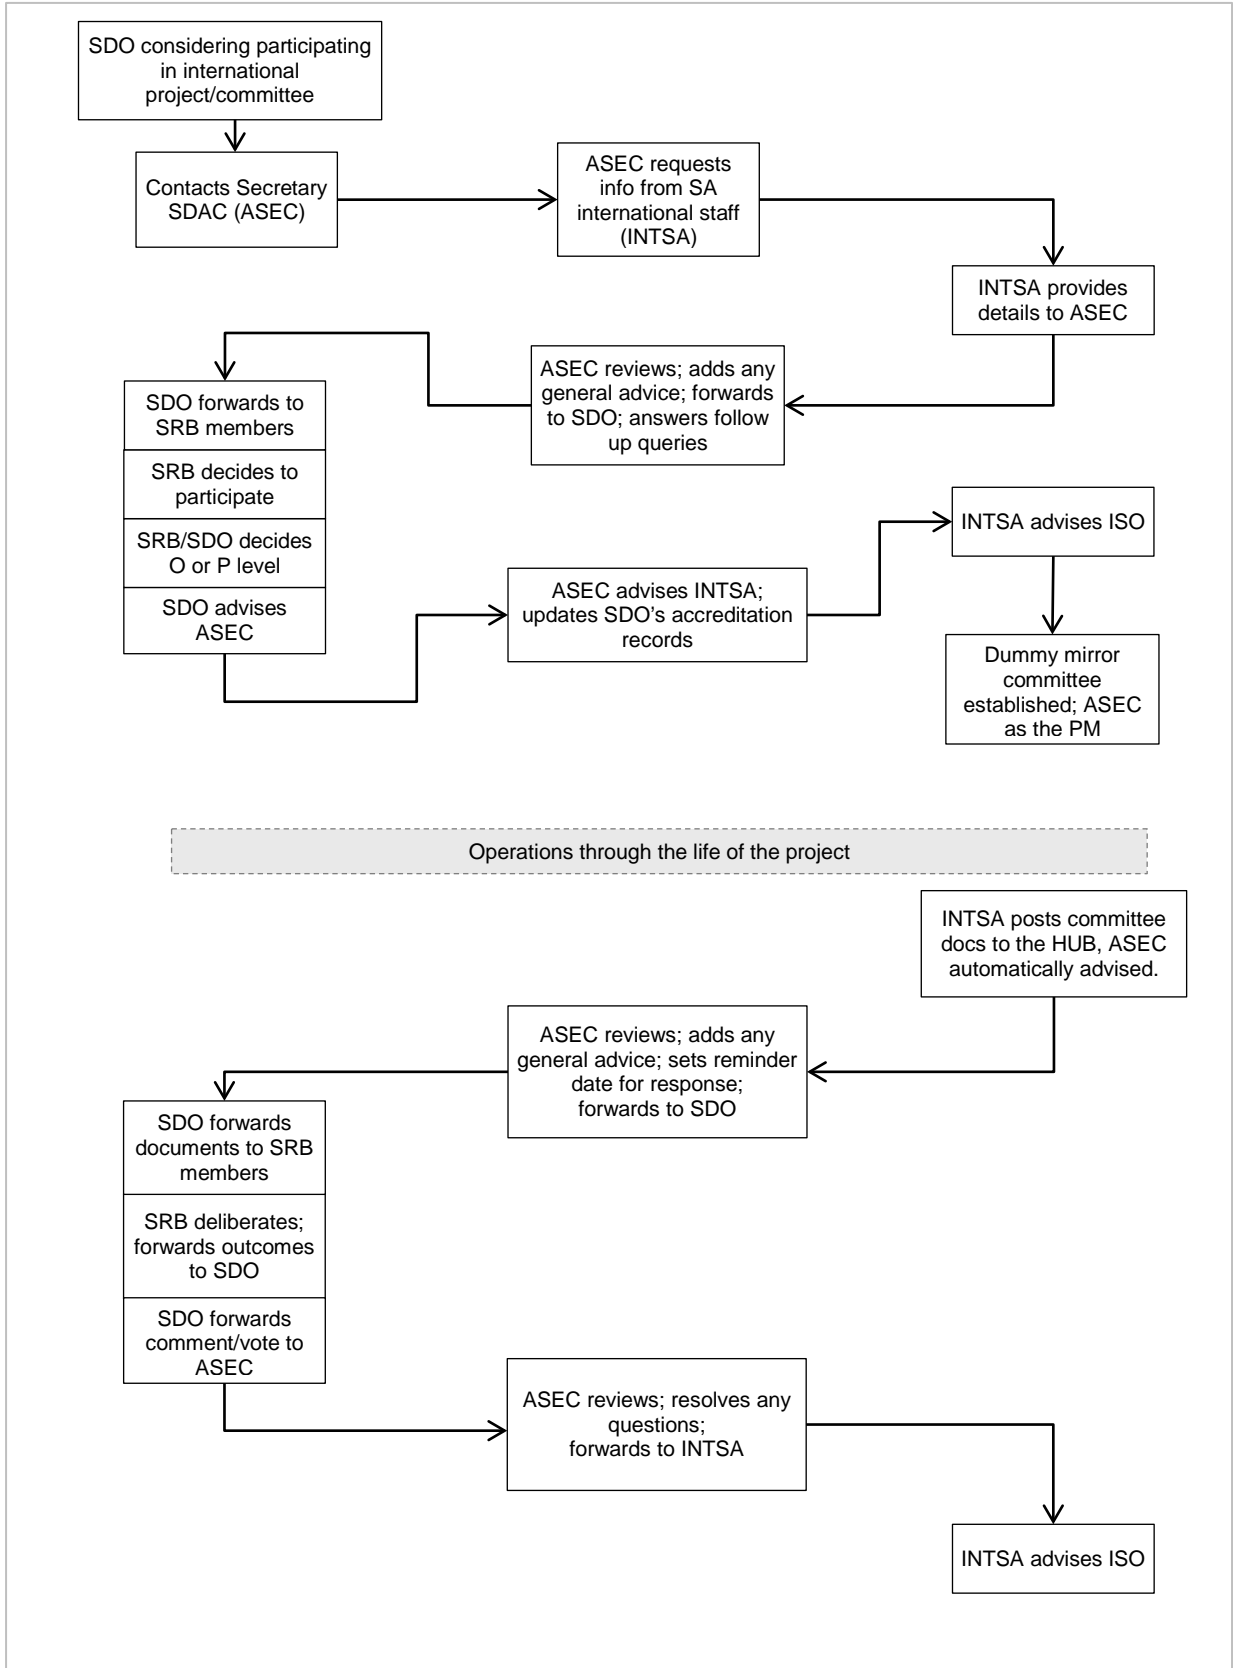 SDO considering participating
in international
project/committee
Contacts Secretary
SDAC (ASEC)
ASEC requests
info from SA
international staff
(INTSA)
INTSA provides
details to ASEC
ASEC reviews; adds any
general advice; forwards
to SDO; answers follow
up queries
SDO forwards to
SRB members
SRB decides to
participate
SRB/SDO decides
O or P level
SDO advises
ASEC
ASEC advises INTSA;
updates SDO’s accreditation
records
INTSA advises ISO
Dummy mirror
committee
established; ASEC
as the PM
Operations through the life of the project
INTSA posts committee
docs to the HUB, ASEC
automatically advised.
ASEC reviews; adds any
general advice; sets reminder
date for response;
forwards to SDO
SDO forwards
documents to SRB
members
SRB deliberates;
forwards outcomes
to SDO
SDO forwards
comment/vote to
ASEC
ASEC reviews; resolves any
questions;
forwards to INTSA
INTSA advises ISO